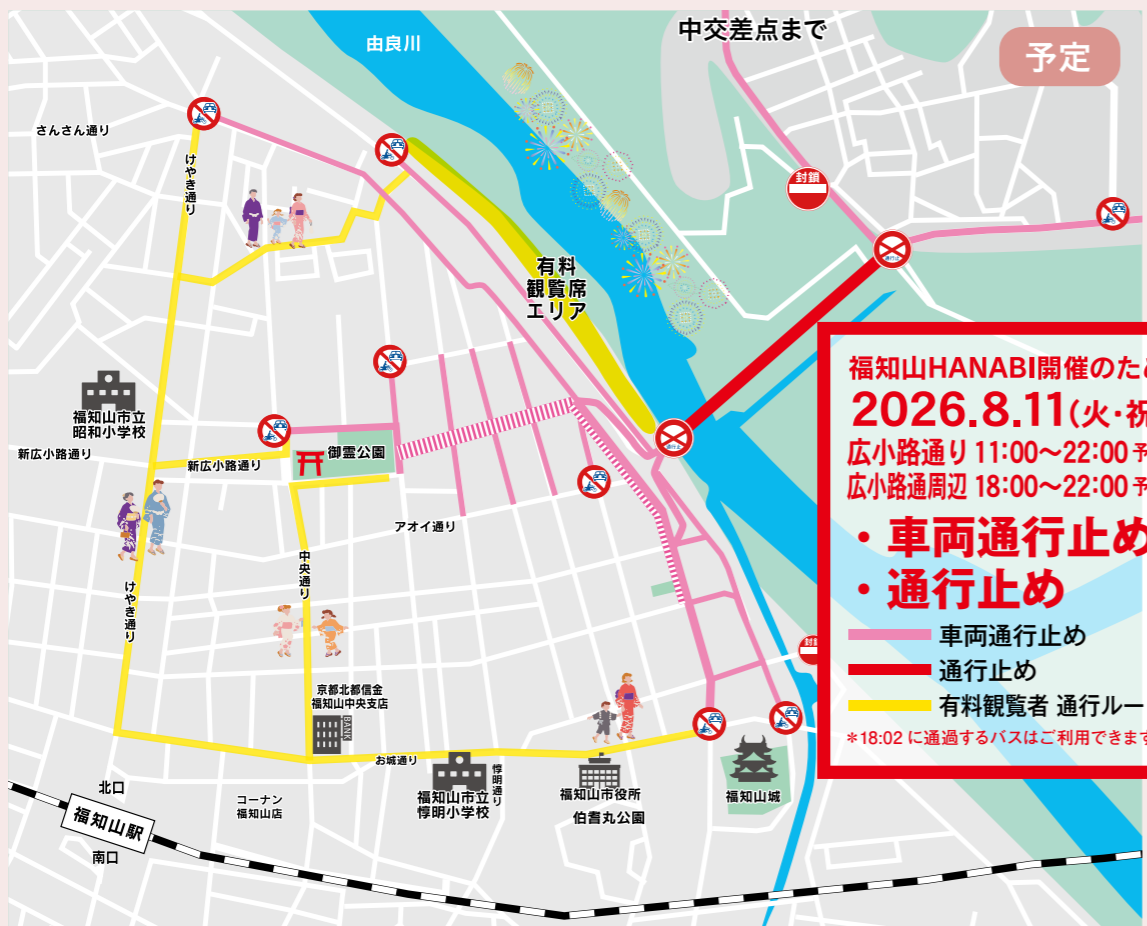 中交差点まで
予定
由良川
さんさん通り
けやき通り
封鎖
有料
観覧席
エリア
福知山市立
昭和小学校
新広小路通り
新広小路通り
御霊公園
アオイ通り
中央通り
けやき通り
京都北都信金
福知山中央支店
BANK
お城通り
福知山市立
惇明小学校
惇明通り
福知山市役所
伯耆丸公園
福知山城
北口
福知山駅
南口
コーナン
福知山店
通行止
通行止
福知山HANABI開催のため
2026.8.11(火・祝
広小路通り 11:00〜22:00 予
広小路通周辺 18:00〜22:00 予
・車両通行止め
・通行止め
車両通行止め
通行止め
有料観覧者 通行ルー
*18:02 に通過するバスはご利用できます